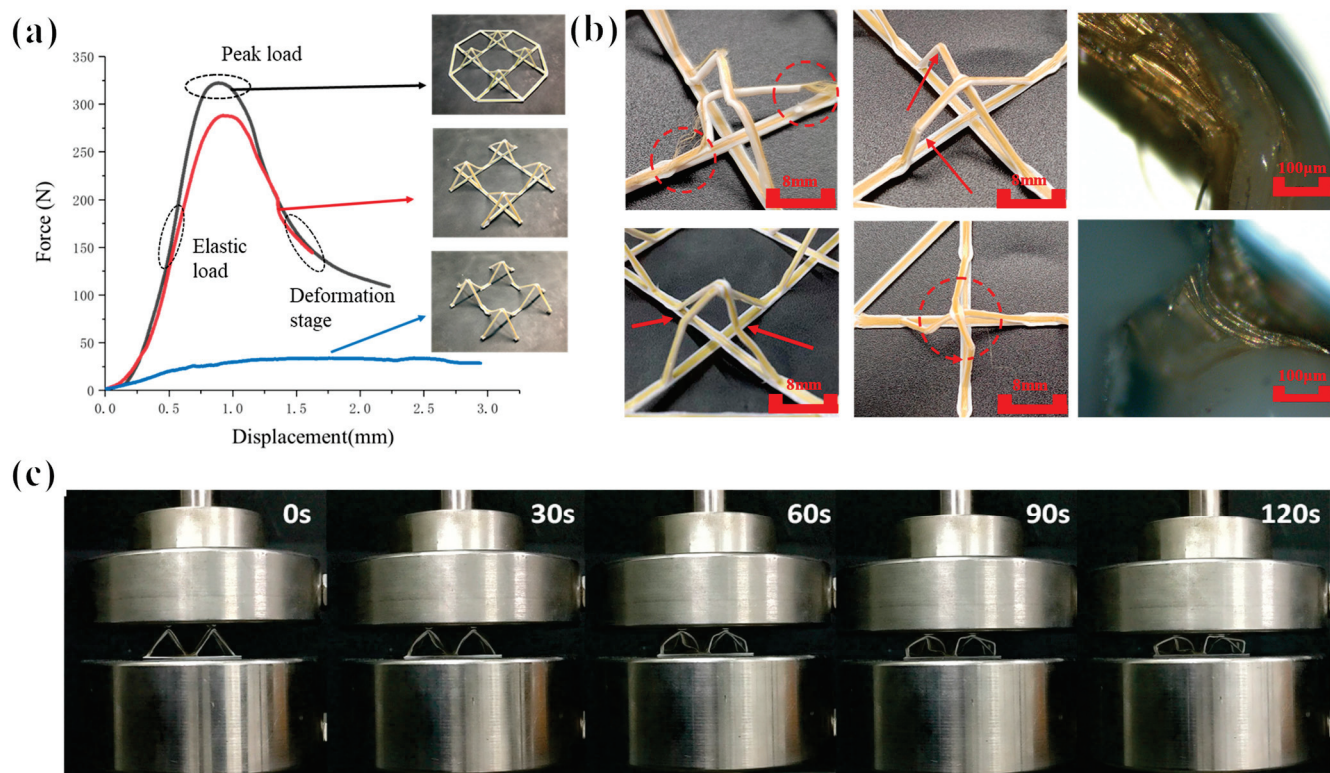 (a)
Force (N)
350
300
250
200
150
100
50
0
0.0 0.5 1.0 1.5 2.0 2.5 3.0
Displacement(mm)
Peak load
Elastic
load
Deformation
stage
(b)
8mm
8mm
100μm
8mm
8mm
100μm
(c)
0s
30s
60s
90s
120s